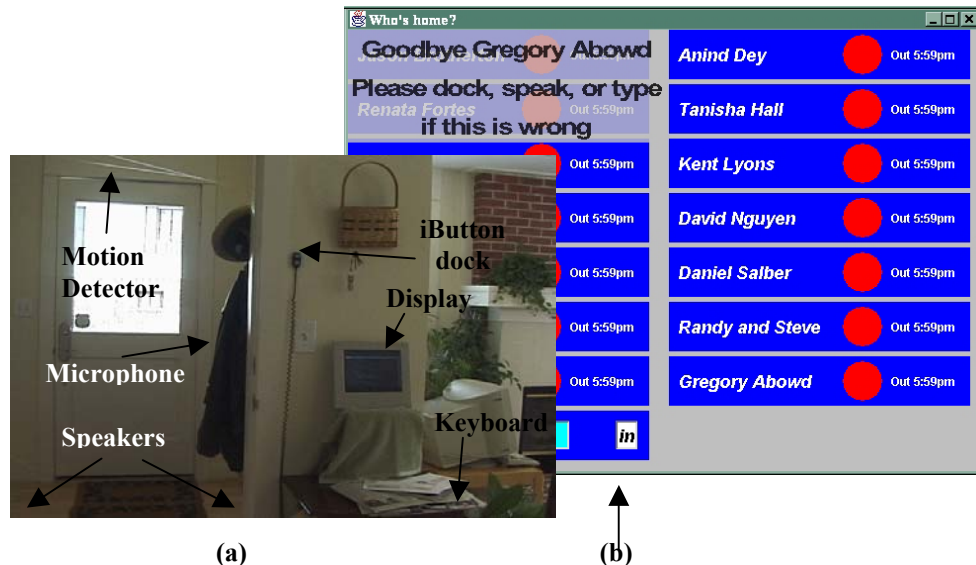 Who's home?
Goodbye Gregory Abowd
Please dock, speak, or type
if this is wrong
Renata Fortes
Out 5:59pm
Out 5:59pm
Out 5:59pm
Out 5:59pm
Out 5:59pm
Out 5:59pm
Out 5:59pm
in
Anind Dey Out 5:59pm
Tanisha Hall Out 5:59pm
Kent Lyons Out 5:59pm
David Nguyen Out 5:59pm
Daniel Salber Out 5:59pm
Randy and Steve Out 5:59pm
Gregory Abowd Out 5:59pm
Motion
Detector
iButton
dock
Display
Microphone
Keyboard
Speakers
(a)
(b)